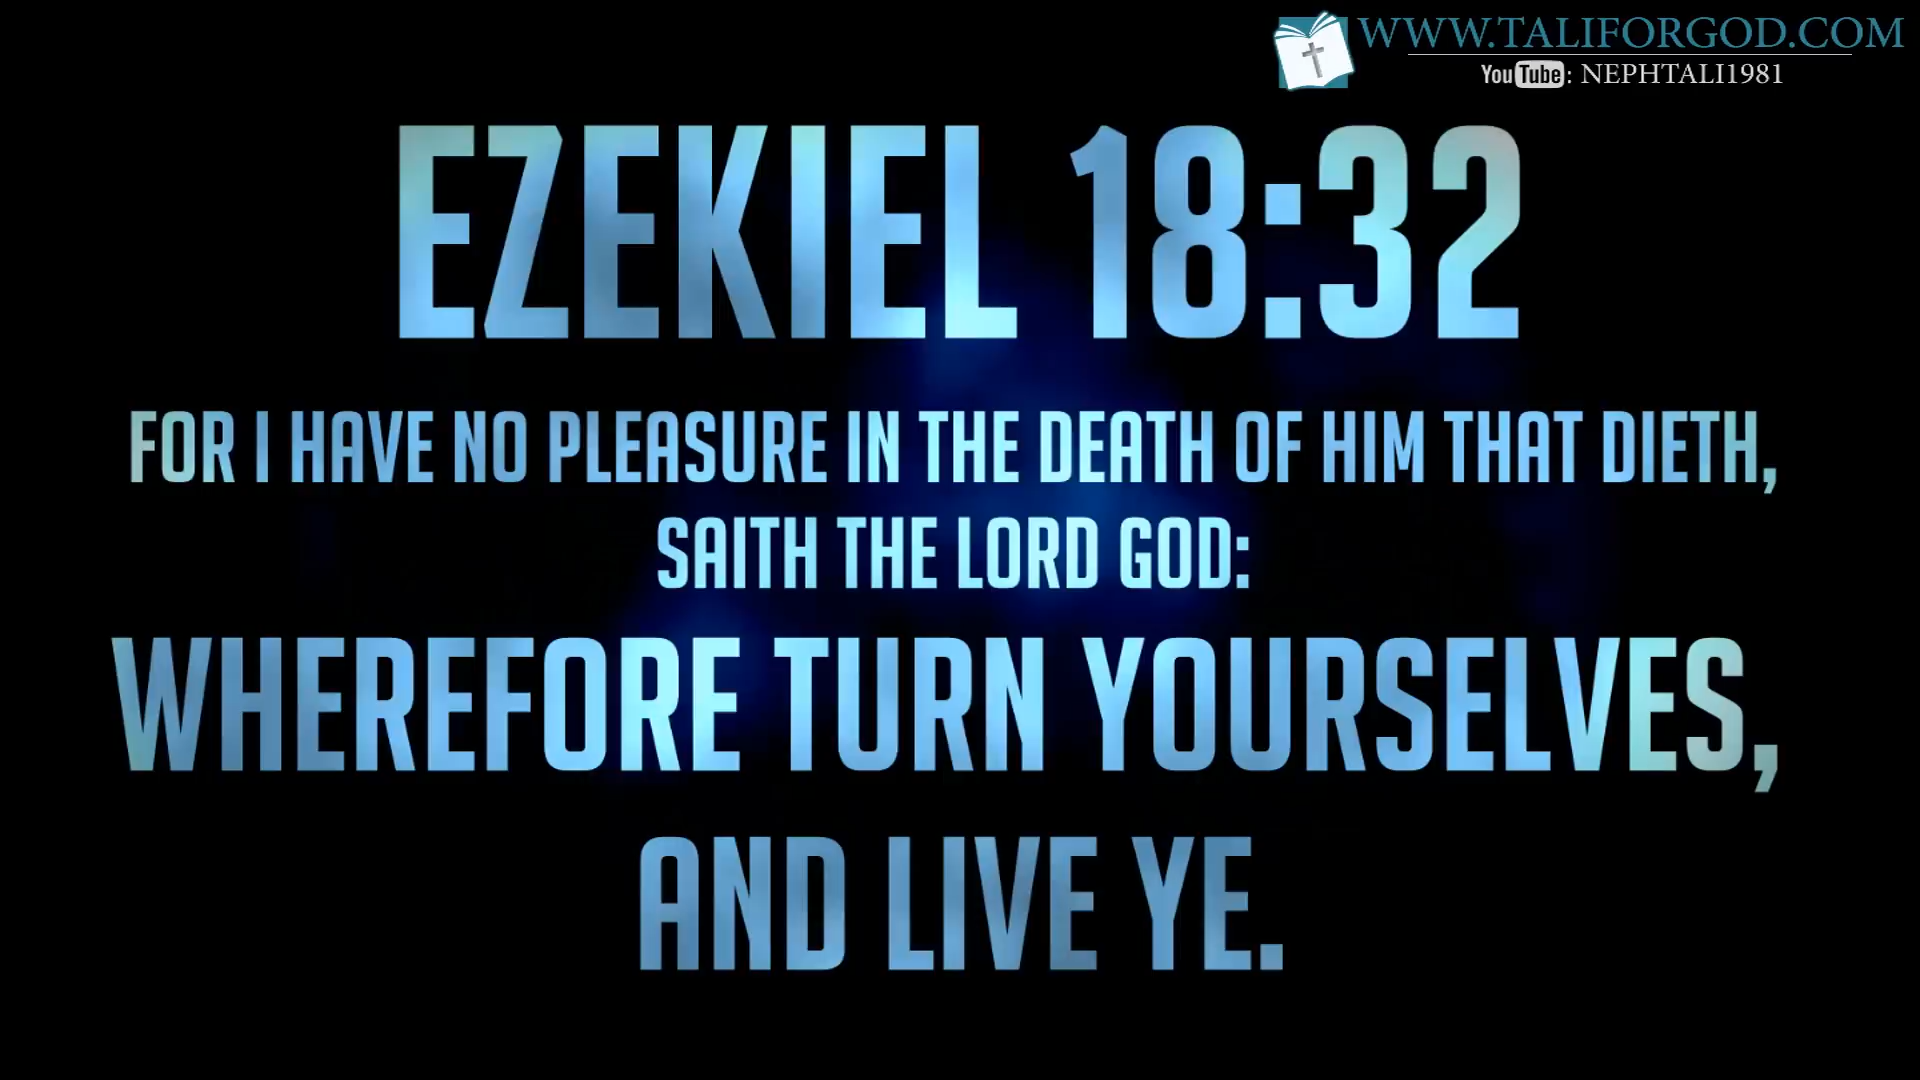 WWW.TALIFORGOD.COM
YouTube: NEPHTALI1981
EZEKIEL 18:32
FOR I HAVE NO PLEASURE IN THE DEATH OF HIM THAT DIETH,
SAITH THE LORD GOD:
WHEREFORE TURN YOURSELVES,
AND LIVE YE.